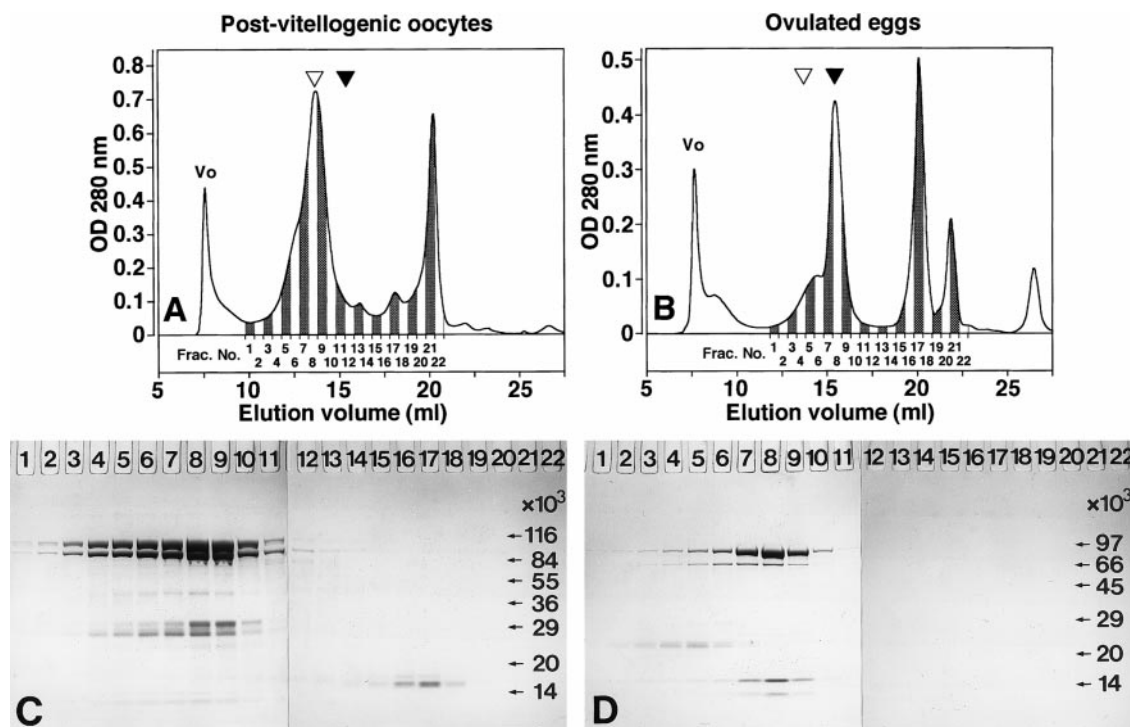 Post-vitellogenic oocytes
Ovulated eggs
OD 280 nm
0.8
0.7
0.6
0.5
0.4
0.3
0.2
0.1
0
Vo
A
Frac. No.
1 3 5 7 9 11 13 15 17 19 21
2 4 6 8 10 12 14 16 18 20 22
5 10 15 20 25
Elution volume (ml)
OD 280 nm
0.5
0.4
0.3
0.2
0.1
0
Vo
B
Frac. No.
1 3 5 7 9 11 13 15 17 19 21
2 4 6 8 10 12 14 16 18 20 22
5 10 15 20 25
Elution volume (ml)
1 2 3 4 5 6 7 8 9 10 11 12 13 14 15 16 17 18 19 20 21 22
×10³
116
84
55
36
29
20
14
C
1 2 3 4 5 6 7 8 9 10 11 12 13 14 15 16 17 18 19 20 21 22
×10³
97
66
45
29
20
14
D